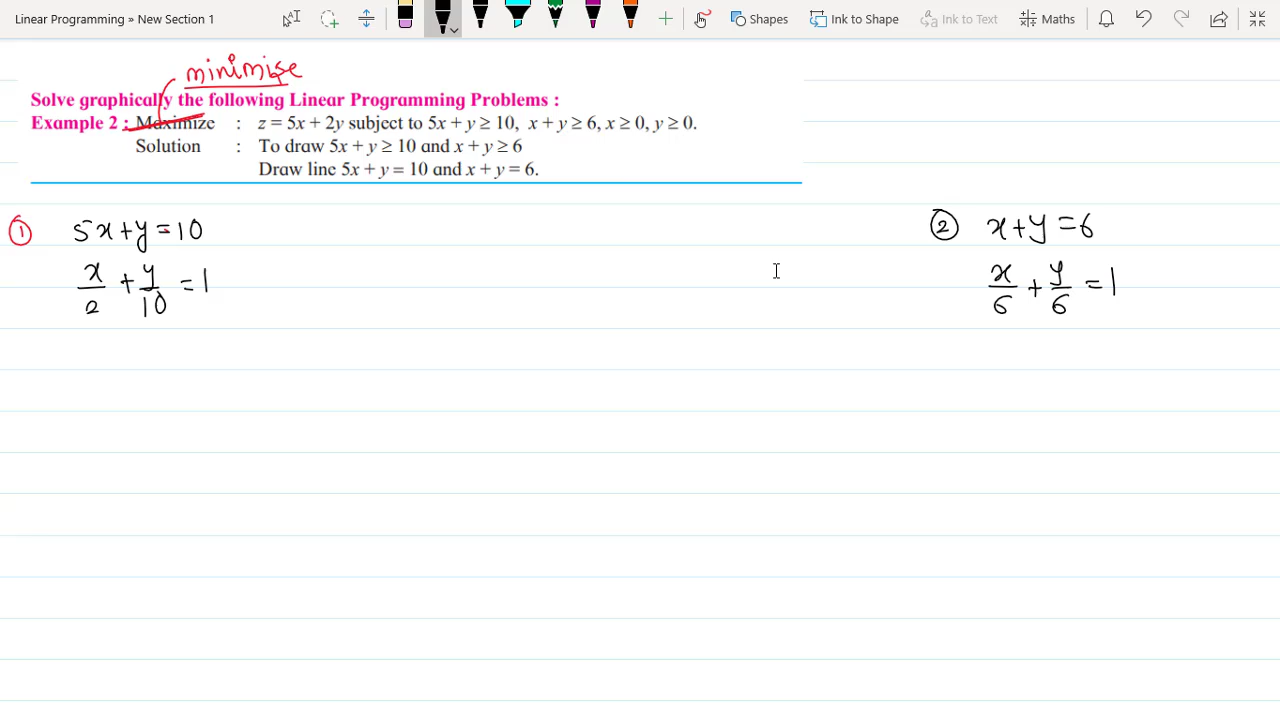 Linear Programming » New Section 1
Shapes
Ink to Shape
Ink to Text
Maths
minimize
Solve graphically the following Linear Programming Problems :
Example 2 : Maximize : z = 5x + 2y subject to 5x + y ≥ 10, x + y ≥ 6, x ≥ 0, y ≥ 0.
Solution : To draw 5x + y ≥ 10 and x + y ≥ 6
Draw line 5x + y = 10 and x + y = 6.
① 5x+y=10
x/2 + y/10 = 1
② x+y=6
x/6 + y/6 = 1